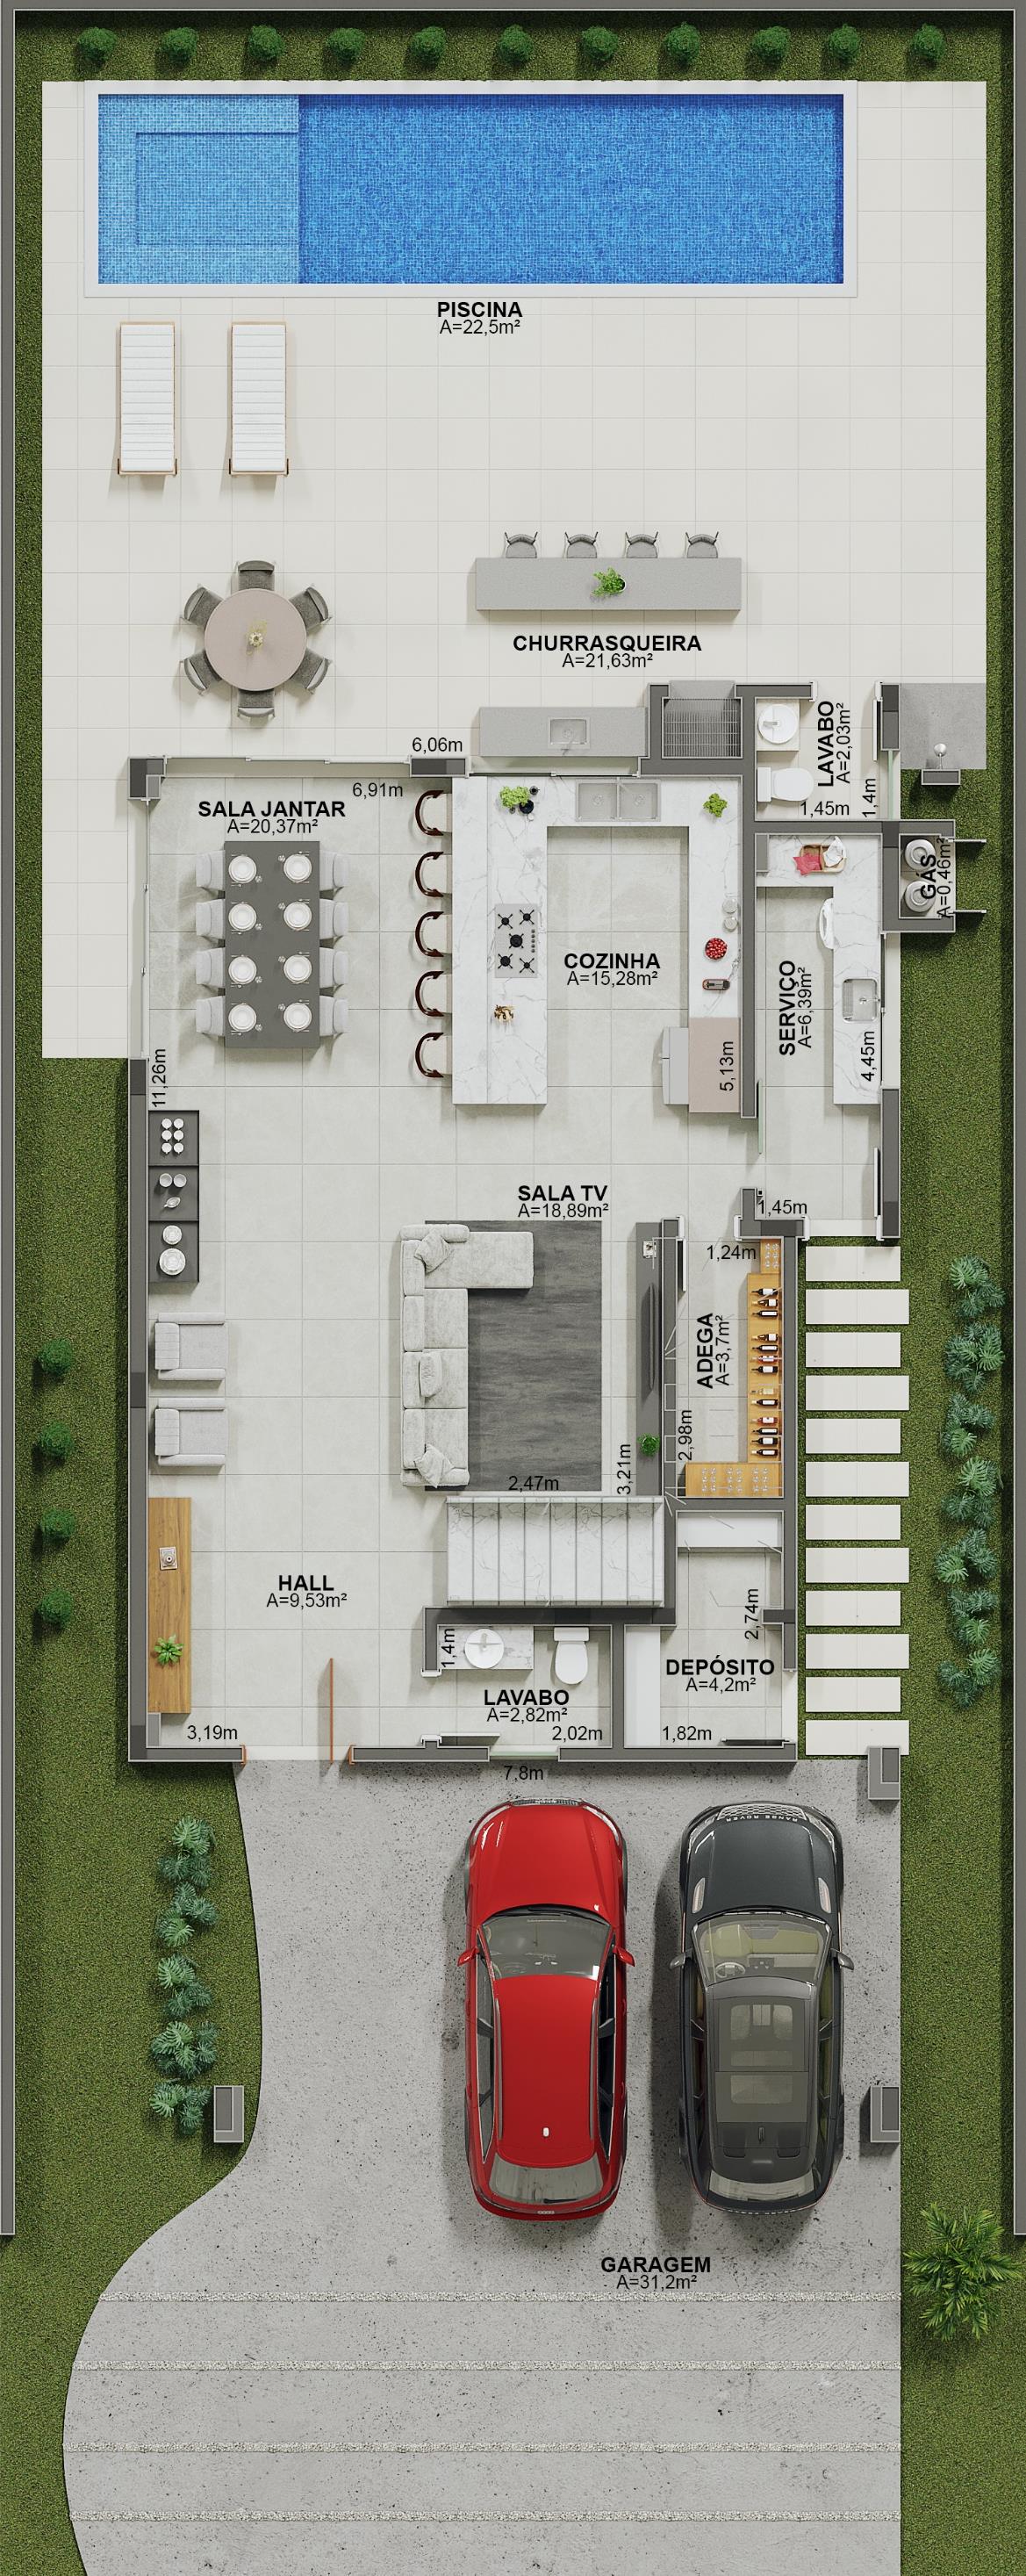 PISCINA
A=22,5m²
CHURRASQUEIRA
A=21,63m²
LAVABO
A=2,03m²
1,4m
1,45m
6,06m
6,91m
SALA JANTAR
A=20,37m²
GÁS
A=0,46m²
COZINHA
A=15,28m²
SERVIÇO
A=6,39m²
4,45m
5,13m
11,26m
SALA TV
A=18,89m²
1,45m
1,24m
ADEGA
A=3,7m²
2,98m
3,21m
2,47m
HALL
A=9,53m²
1,4m
2,74m
DEPÓSITO
A=4,2m²
LAVABO
A=2,82m²
3,19m
2,02m
1,82m
7,8m
GARAGEM
A=31,2m²